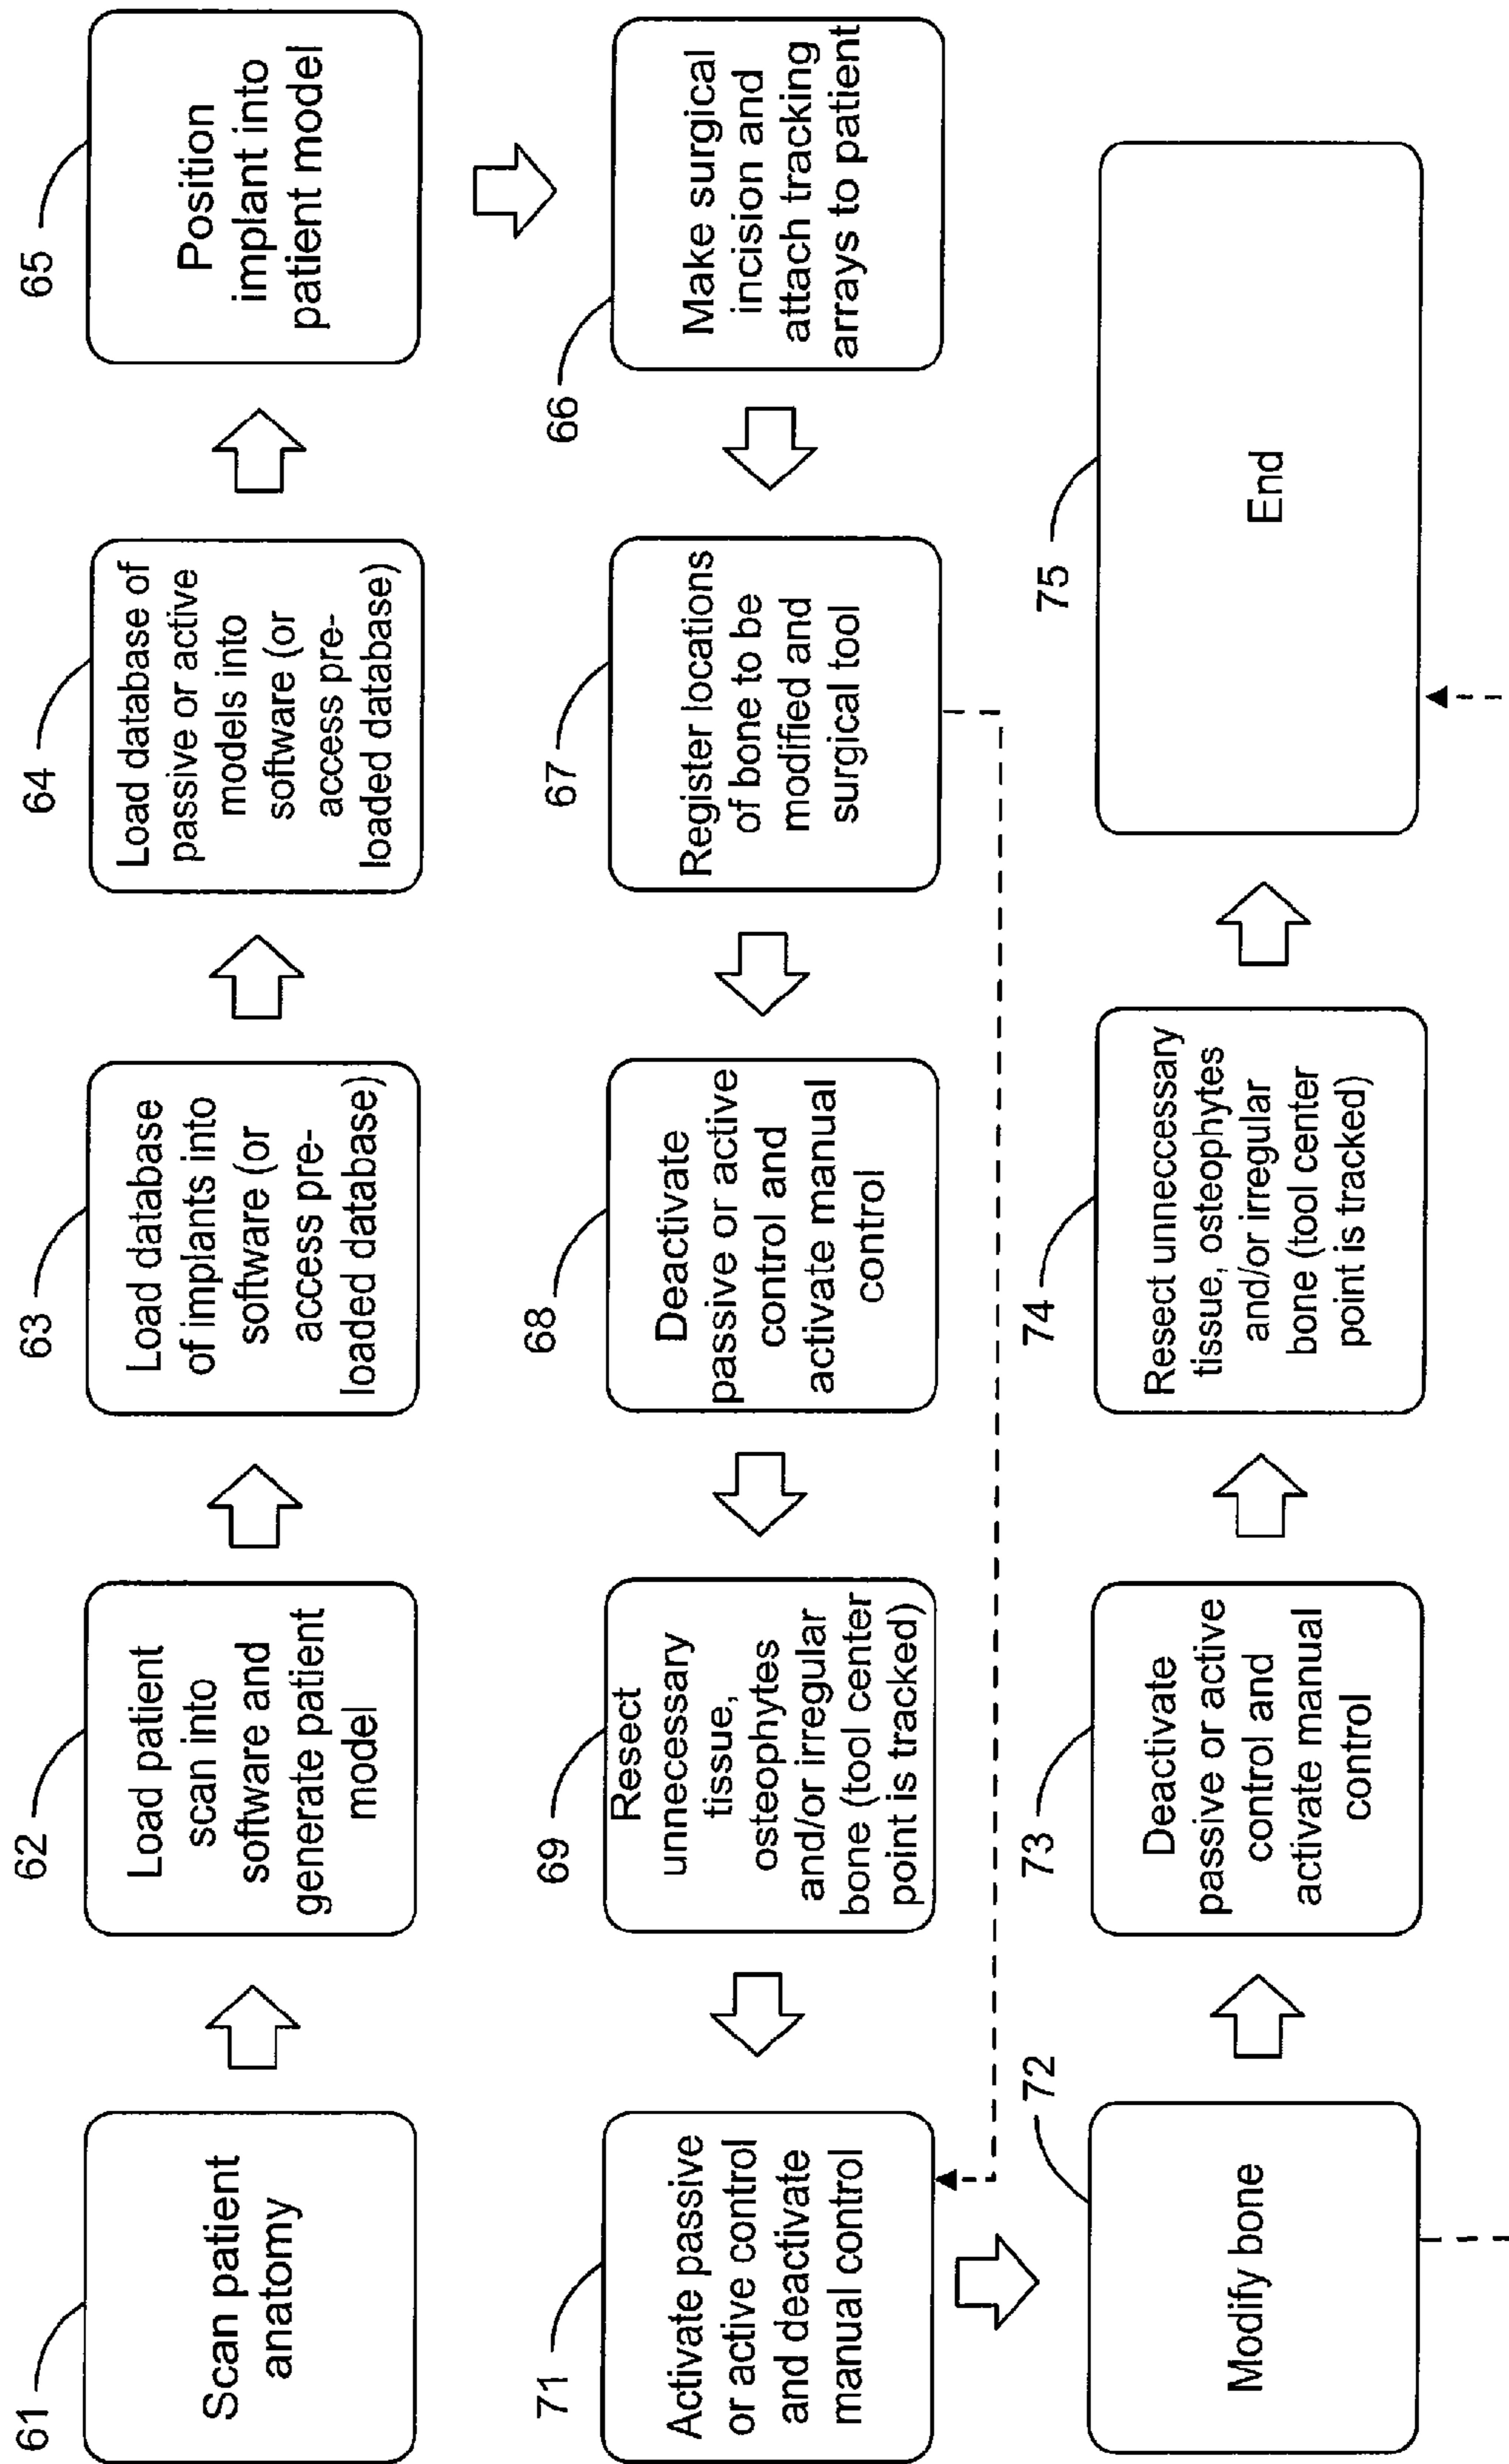 61
Scan patient
anatomy
62
Load patient
scan into
software and
generate patient
model
63
Load database
of implants into
software (or
access pre-
loaded database)
64
Load database of
passive or active
models into
software (or
access pre-
loaded database)
65
Position
implant into
patient model
66
Make surgical
incision and
attach tracking
arrays to patient
67
Register locations
of bone to be
modified and
surgical tool
68
Deactivate
passive or active
control and
activate manual
control
69
Resect
unnecessary
tissue,
osteophytes
and/or irregular
bone (tool center
point is tracked)
71
Activate passive
or active control
and deactivate
manual control
72
Modify bone
73
Deactivate
passive or active
control and
activate manual
control
74
Resect unneccessary
tissue, osteophytes
and/or irregular
bone (tool center
point is tracked)
75
End